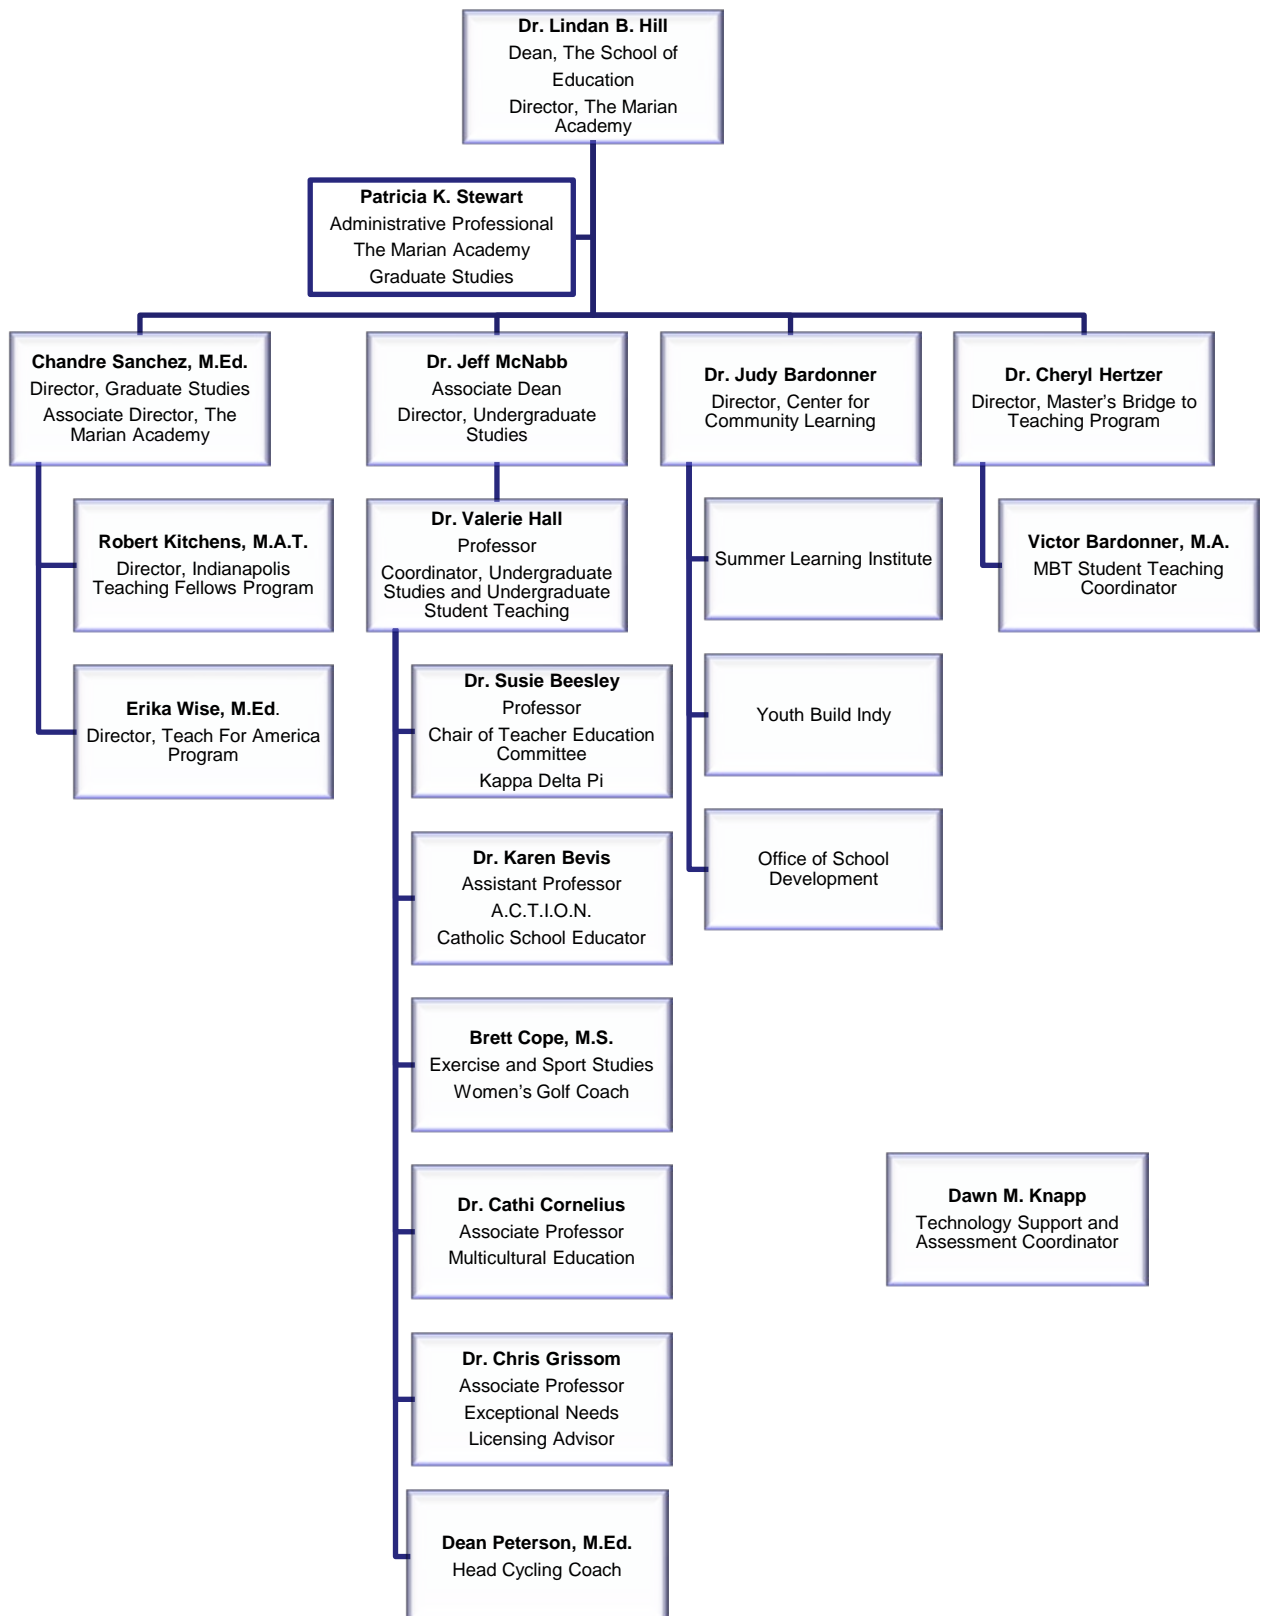 Dr. Lindan B. Hill
Dean, The School of
Education
Director, The Marian
Academy
Patricia K. Stewart
Administrative Professional
The Marian Academy
Graduate Studies
Chandre Sanchez, M.Ed.
Director, Graduate Studies
Associate Director, The
Marian Academy
Robert Kitchens, M.A.T.
Director, Indianapolis
Teaching Fellows Program
Erika Wise, M.Ed.
Director, Teach For America
Program
Dr. Jeff McNabb
Associate Dean
Director, Undergraduate
Studies
Dr. Valerie Hall
Professor
Coordinator, Undergraduate
Studies and Undergraduate
Student Teaching
Dr. Susie Beesley
Professor
Chair of Teacher Education
Committee
Kappa Delta Pi
Dr. Karen Bevis
Assistant Professor
A.C.T.I.O.N.
Catholic School Educator
Brett Cope, M.S.
Exercise and Sport Studies
Women’s Golf Coach
Dr. Cathi Cornelius
Associate Professor
Multicultural Education
Dr. Chris Grissom
Associate Professor
Exceptional Needs
Licensing Advisor
Dean Peterson, M.Ed.
Head Cycling Coach
Dr. Judy Bardonner
Director, Center for
Community Learning
Summer Learning Institute
Youth Build Indy
Office of School
Development
Dr. Cheryl Hertzer
Director, Master’s Bridge to
Teaching Program
Victor Bardonner, M.A.
MBT Student Teaching
Coordinator
Dawn M. Knapp
Technology Support and
Assessment Coordinator